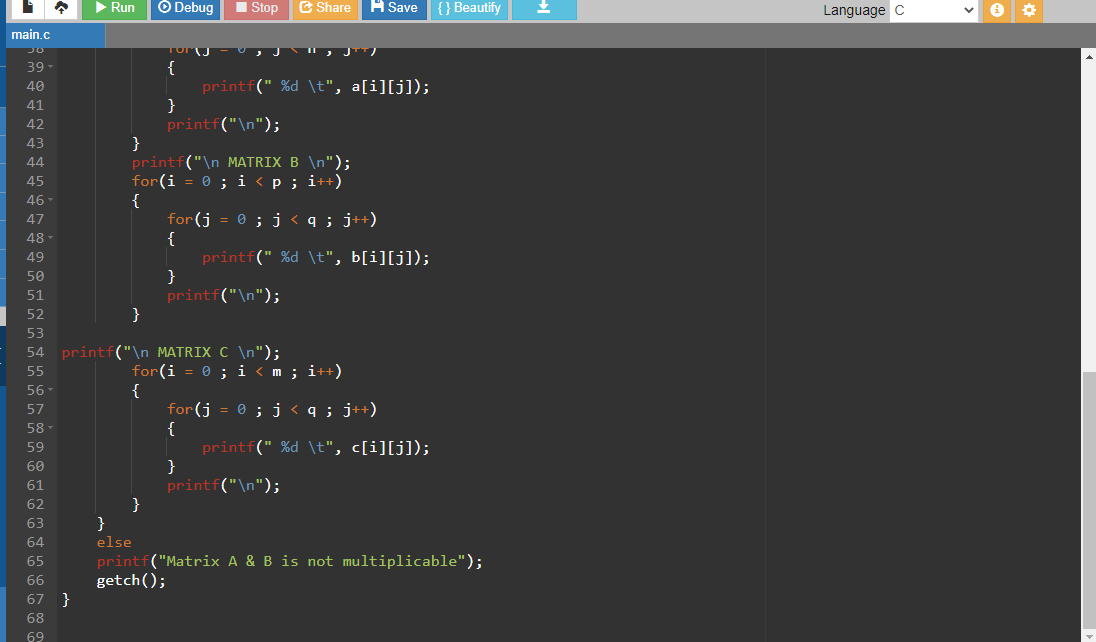 Run Debug Stop Share Save { } Beautify Language C
main.c
38 for(j = 0 ; j < n ; j++)
39 {
40 printf(" %d \t", a[i][j]);
41 }
42 printf("\n");
43 }
44 printf("\n MATRIX B \n");
45 for(i = 0 ; i < p ; i++)
46 {
47 for(j = 0 ; j < q ; j++)
48 {
49 printf(" %d \t", b[i][j]);
50 }
51 printf("\n");
52 }
53
54 printf("\n MATRIX C \n");
55 for(i = 0 ; i < m ; i++)
56 {
57 for(j = 0 ; j < q ; j++)
58 {
59 printf(" %d \t", c[i][j]);
60 }
61 printf("\n");
62 }
63 }
64 else
65 printf("Matrix A & B is not multiplicable");
66 getch();
67 }
68
69